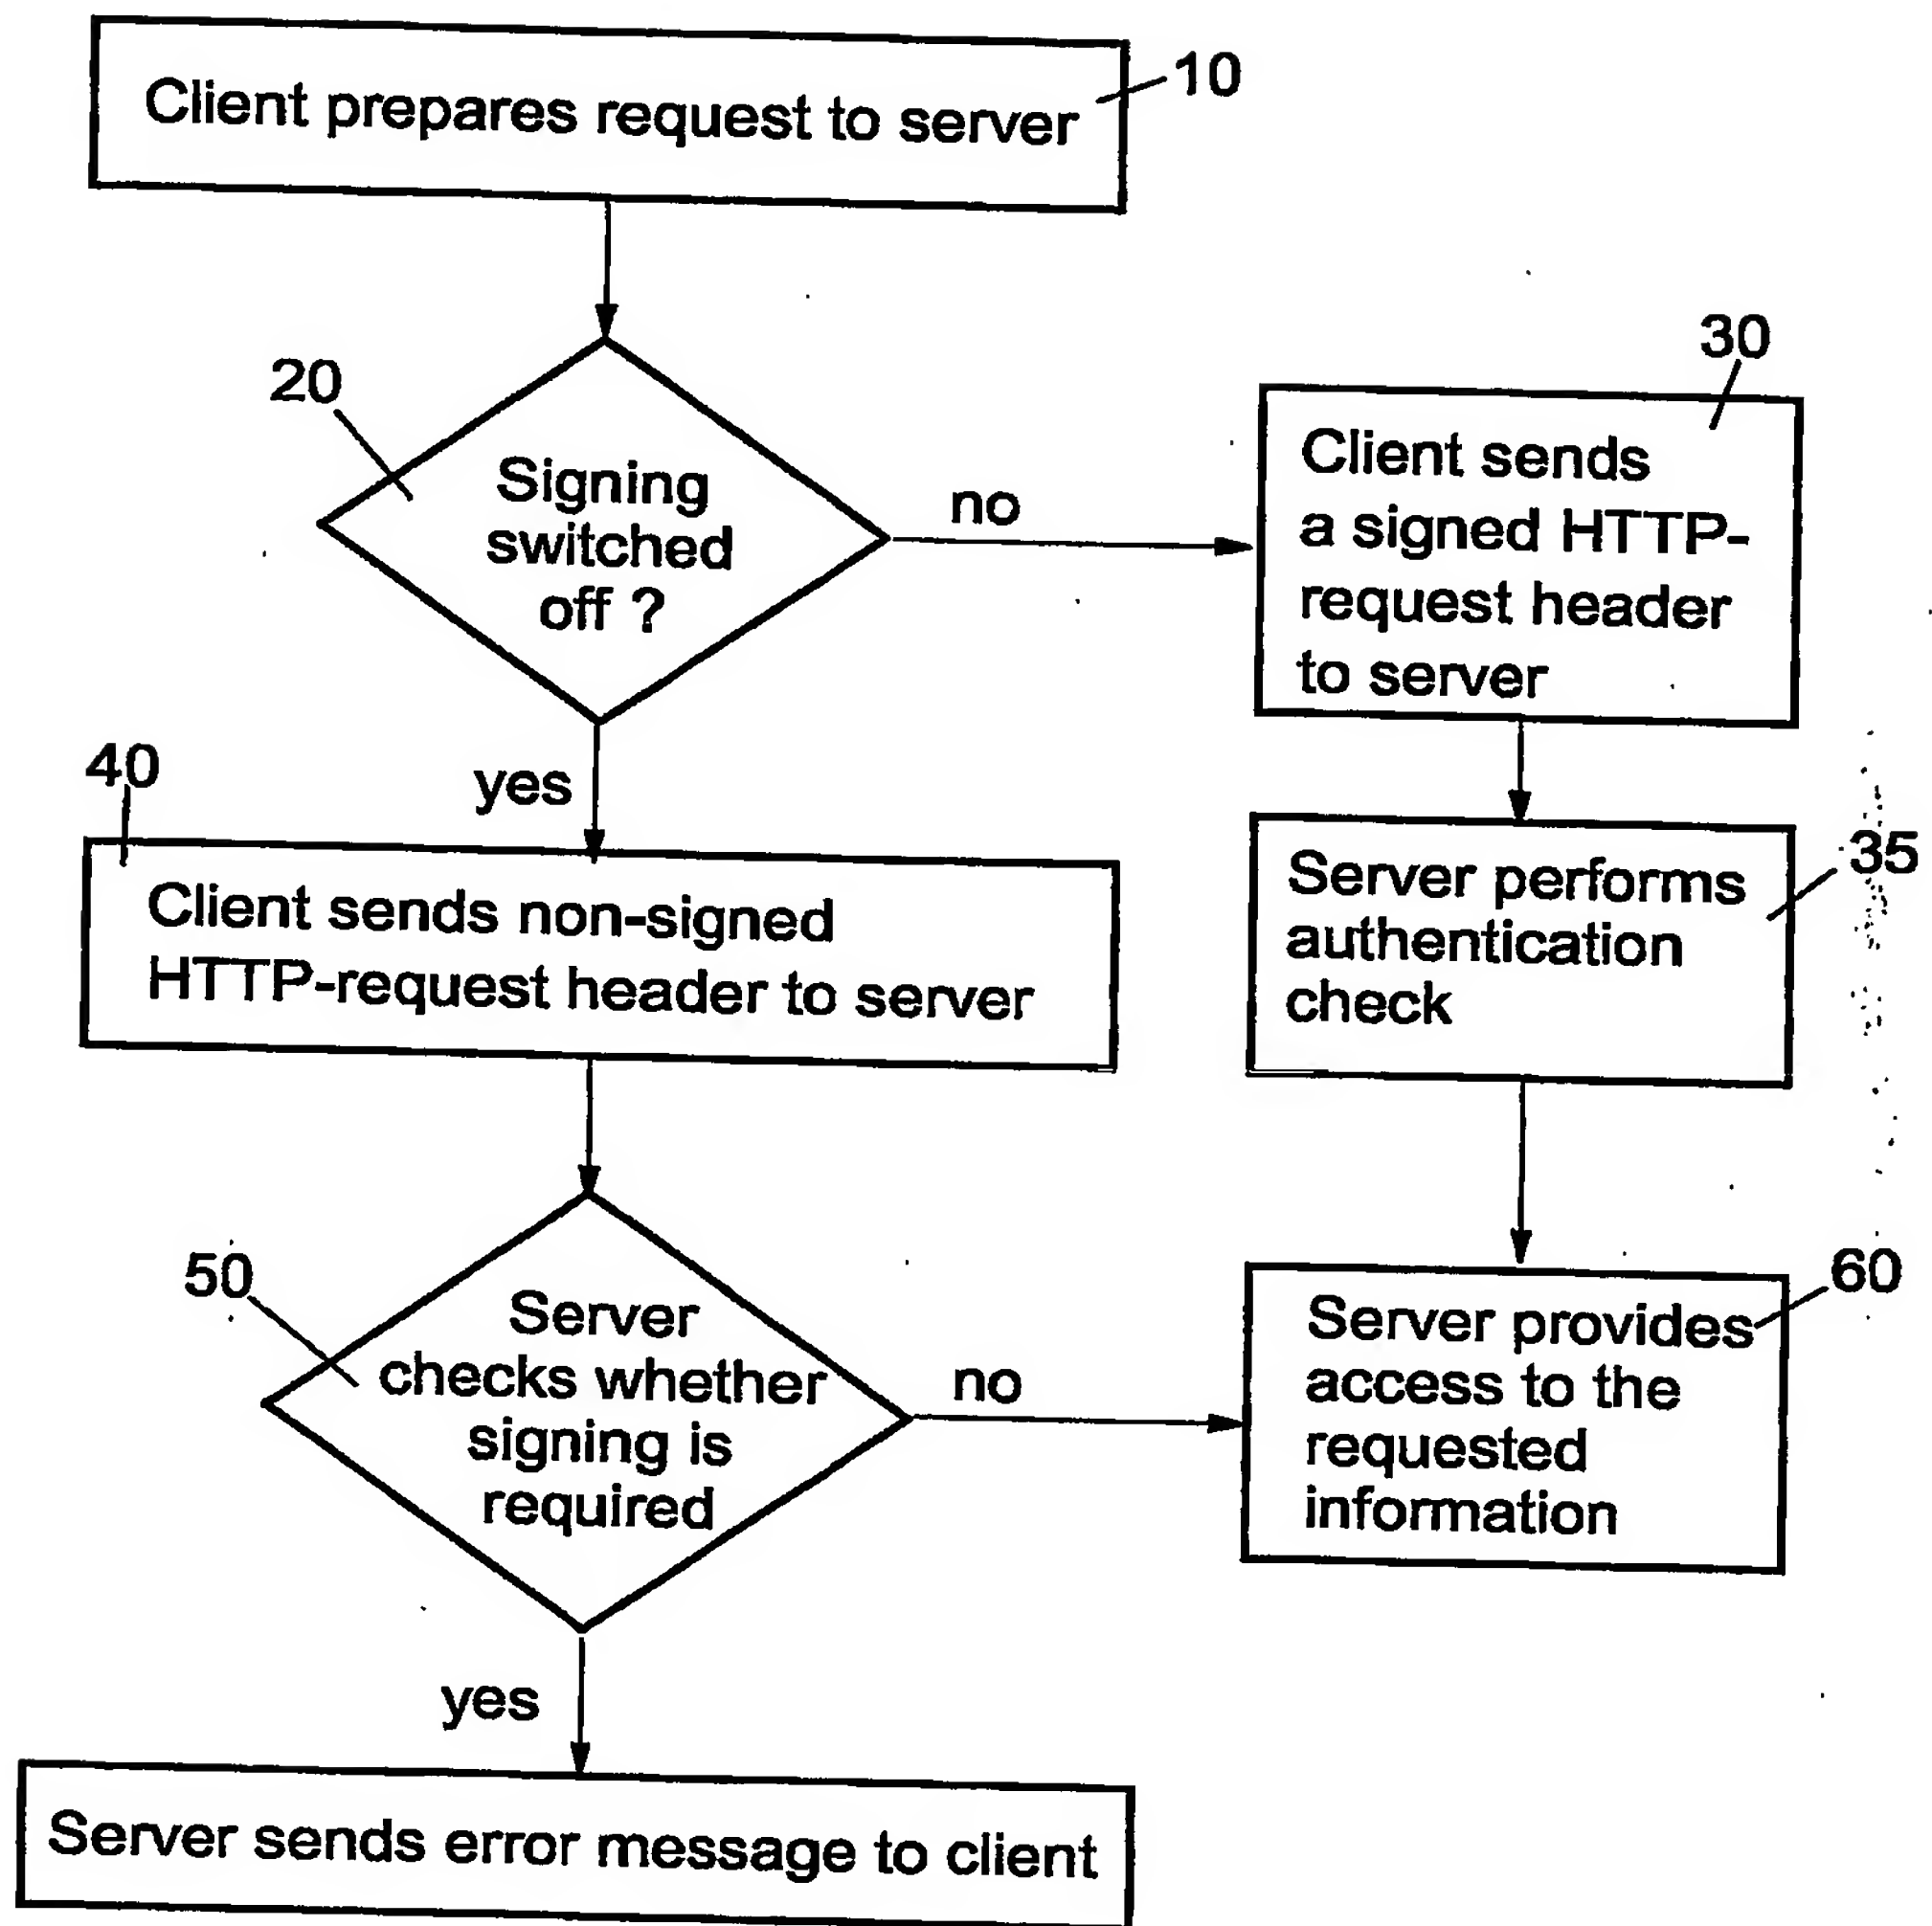 Client prepares request to server
10
20
Signing
switched
off ?
no
30
Client sends
a signed HTTP-
request header
to server
yes
40
Client sends non-signed
HTTP-request header to server
35
Server performs
authentication
check
50
Server
checks whether
signing is
required
no
60
Server provides
access to the
requested
information
yes
Server sends error message to client